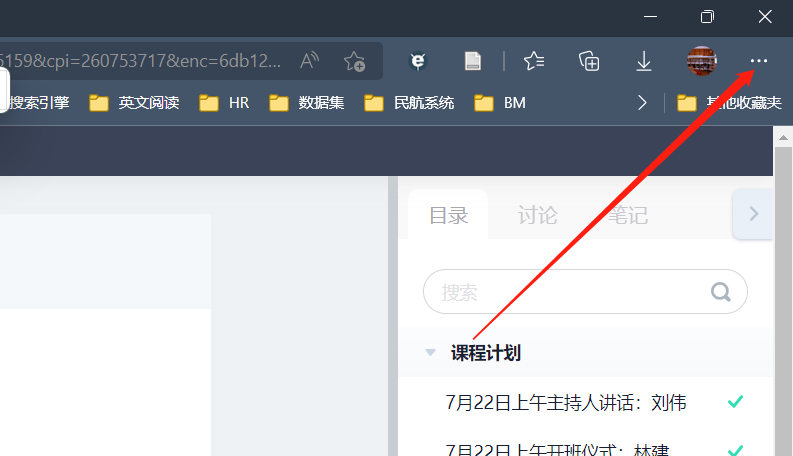 5159&cpi=260753717&enc=6db12...
搜索引擎 英文阅读 HR 数据集 民航系统 BM 其他收藏夹
目录 讨论 笔记
搜索
课程计划
7月22日上午主持人讲话：刘伟
7月22日上午开班仪式：林建